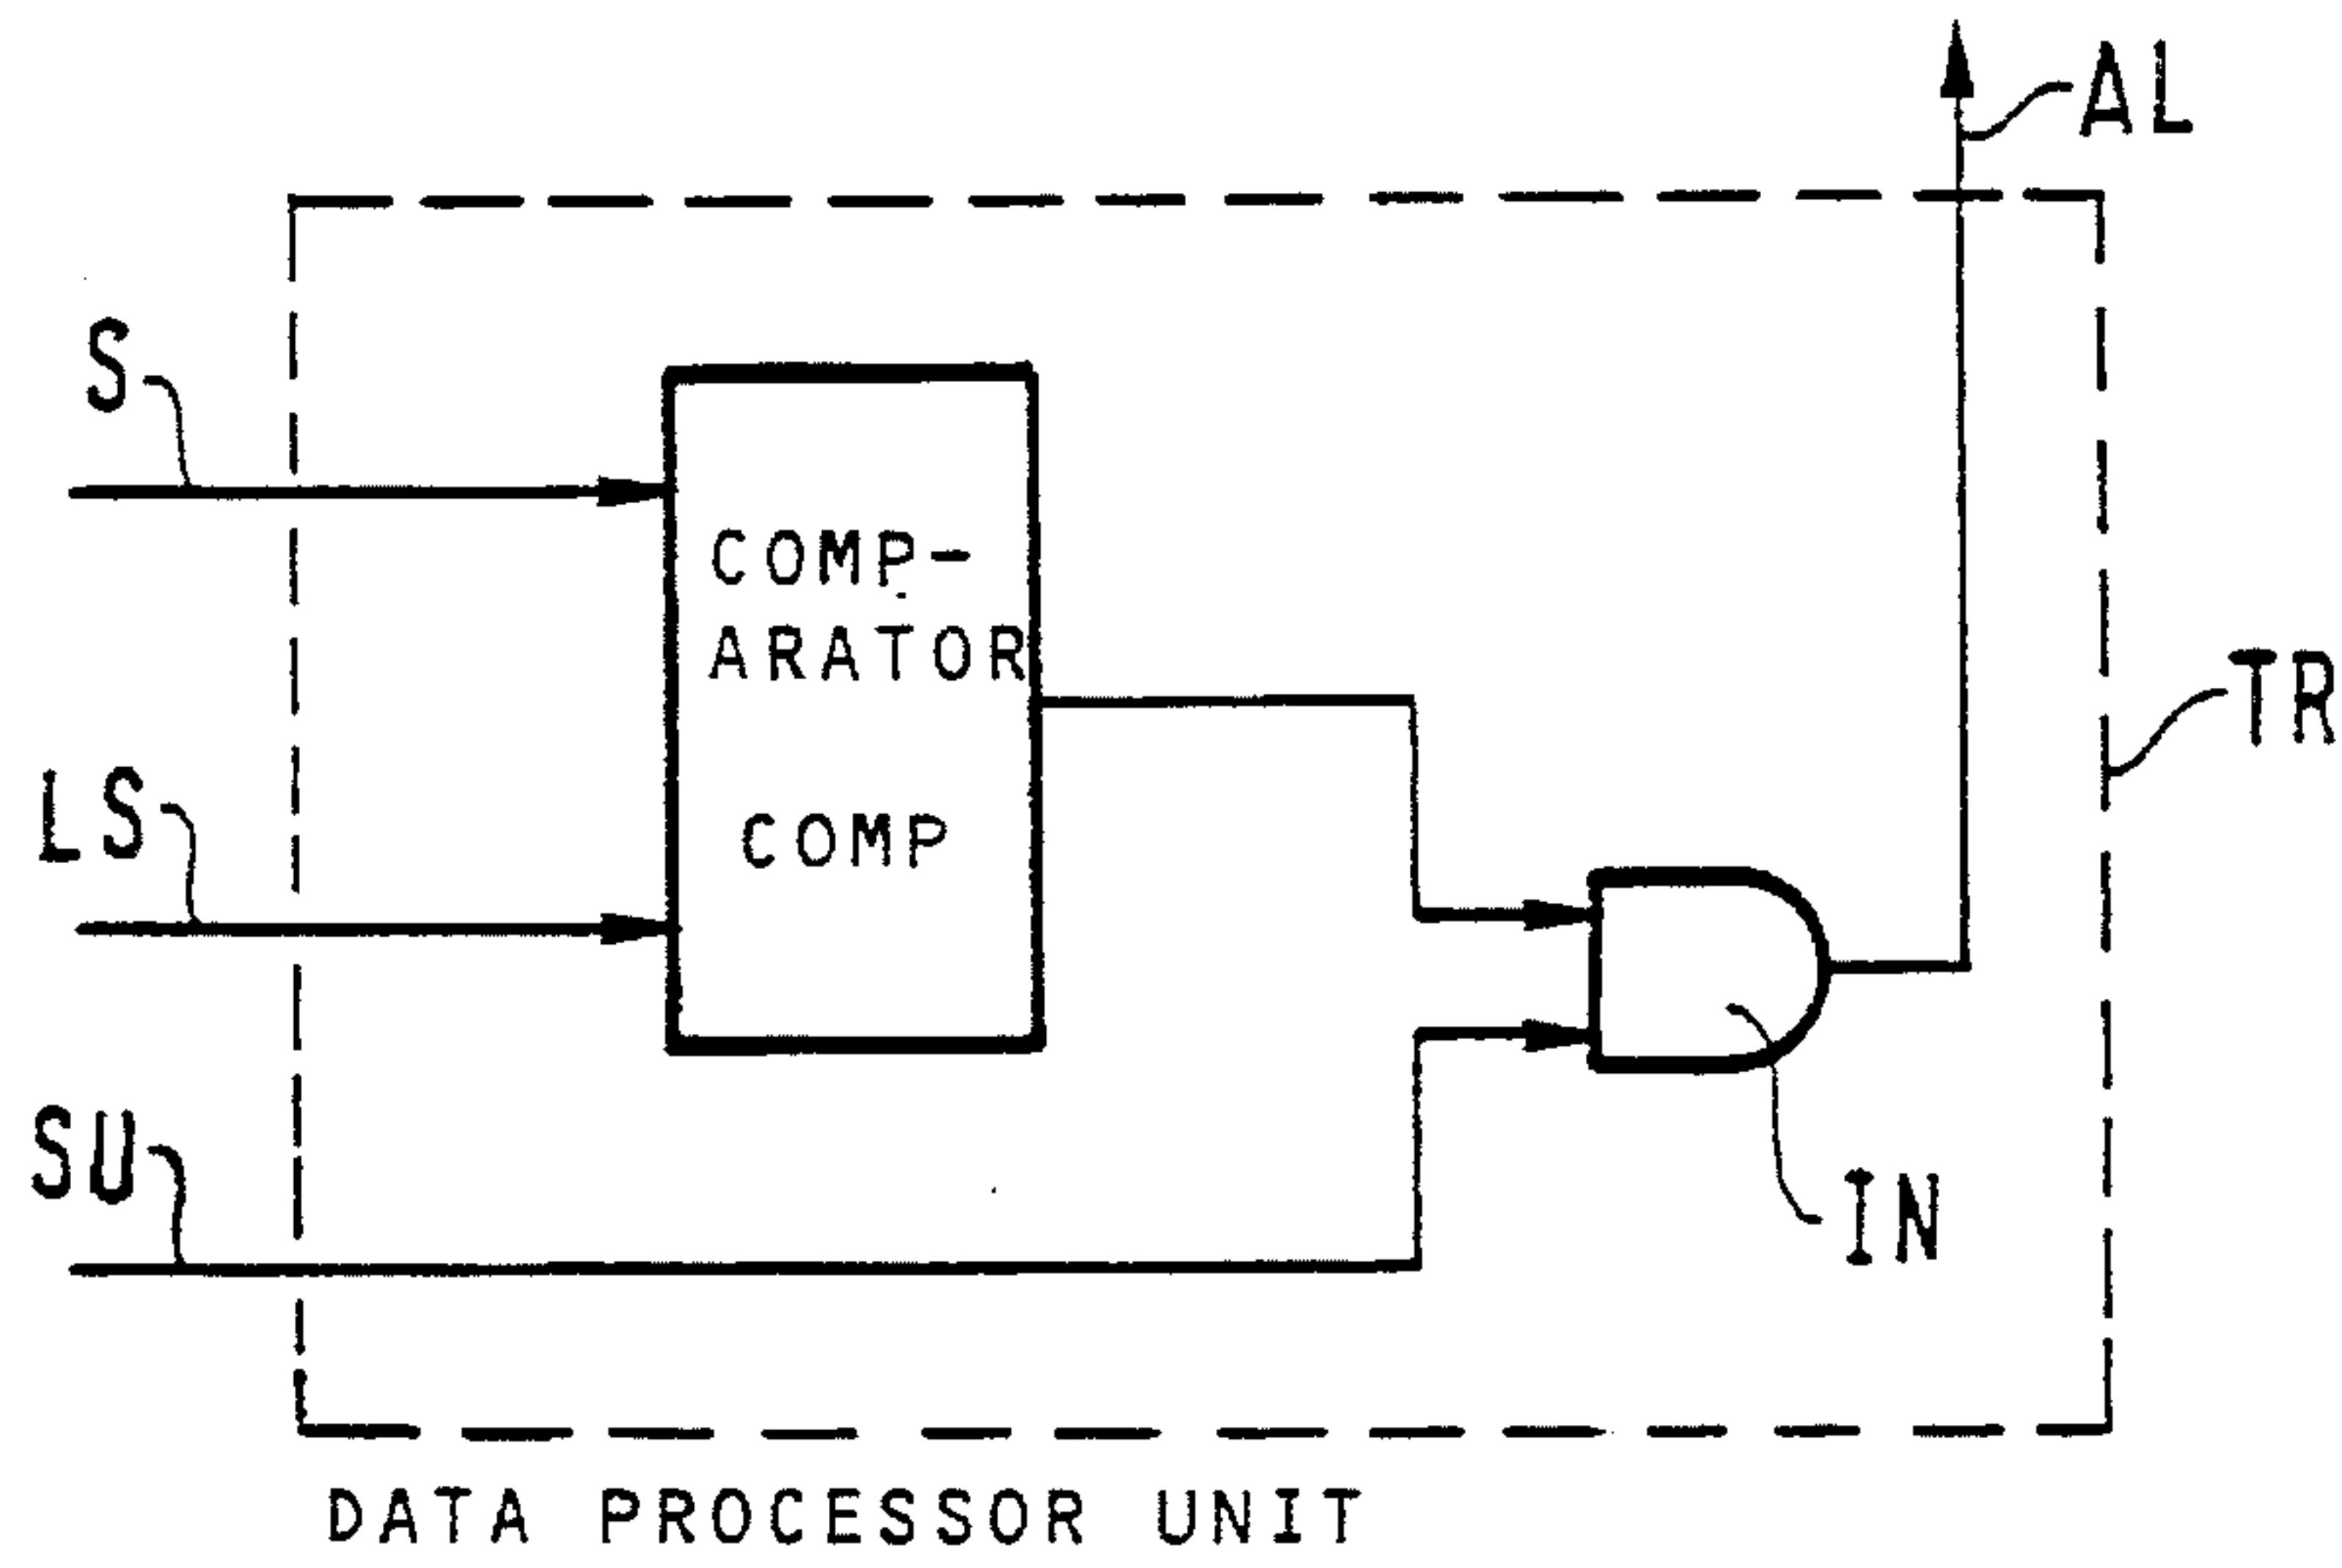 AL
S
COMP-
ARATOR
TR
LS
COMP
SU
IN
DATA PROCESSOR UNIT